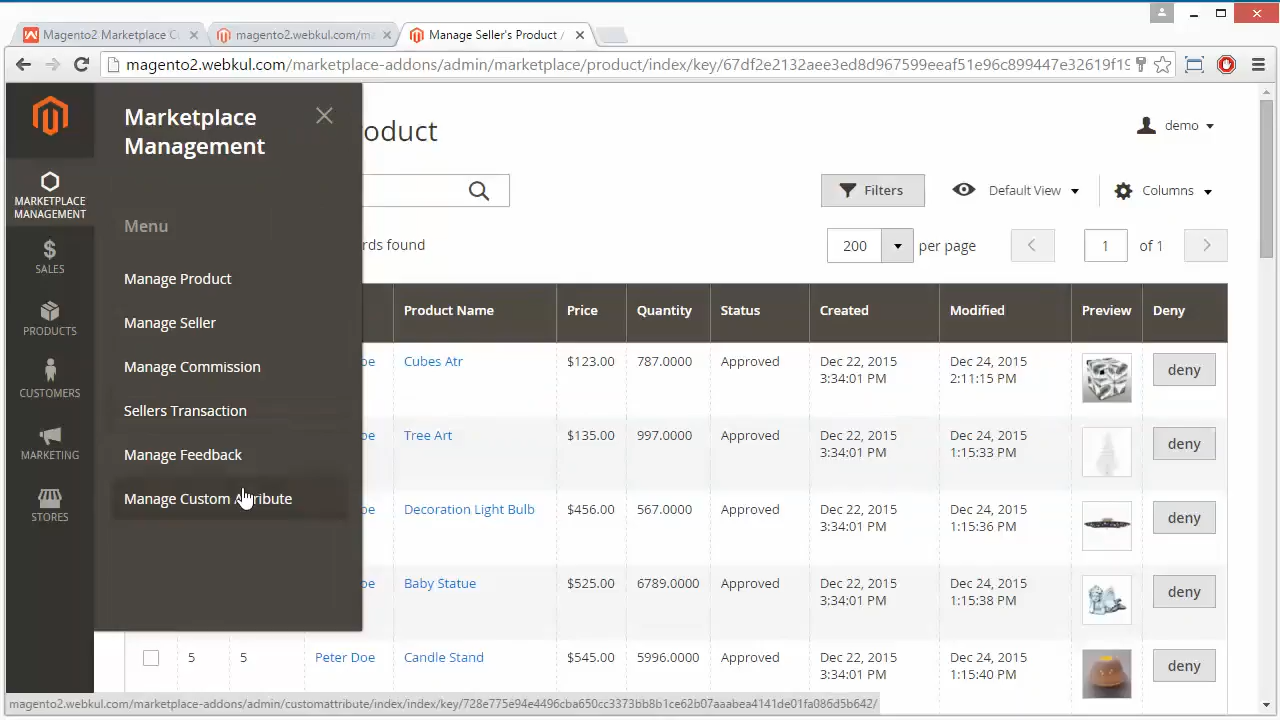 Magento2 Marketplace C
magento2.webkul.com/m
Manage Seller's Product /
magento2.webkul.com/marketplace-addons/admin/marketplace/product/index/key/67df2e2132aee3ed8d967599eeaf51e96c899447e32619f19
Marketplace
Management
oduct
demo
MARKETPLACE
MANAGEMENT
Filters
Default View
Columns
Menu
rds found
200
per page
1
of 1
SALES
Manage Product
Product Name
Price
Quantity
Status
Created
Modified
Preview
Deny
PRODUCTS
Manage Seller
Manage Commission
oe
Cubes Atr
$123.00
787.0000
Approved
Dec 22, 2015
3:34:01 PM
Dec 24, 2015
2:11:15 PM
deny
CUSTOMERS
Sellers Transaction
oe
Tree Art
$135.00
997.0000
Approved
Dec 22, 2015
3:34:01 PM
Dec 24, 2015
1:15:33 PM
deny
MARKETING
Manage Feedback
Manage Custom Attribute
oe
Decoration Light Bulb
$456.00
567.0000
Approved
Dec 22, 2015
3:34:01 PM
Dec 24, 2015
1:15:36 PM
deny
STORES
oe
Baby Statue
$525.00
6789.0000
Approved
Dec 22, 2015
3:34:01 PM
Dec 24, 2015
1:15:38 PM
deny
5
5
Peter Doe
Candle Stand
$545.00
5996.0000
Approved
Dec 22, 2015
3:34:01 PM
Dec 24, 2015
1:15:40 PM
deny
magento2.webkul.com/marketplace-addons/admin/customattribute/index/index/key/728e775e94e4496cba650cc3373bb8b1ce62b07aaabea4141de01fa086d5b642/